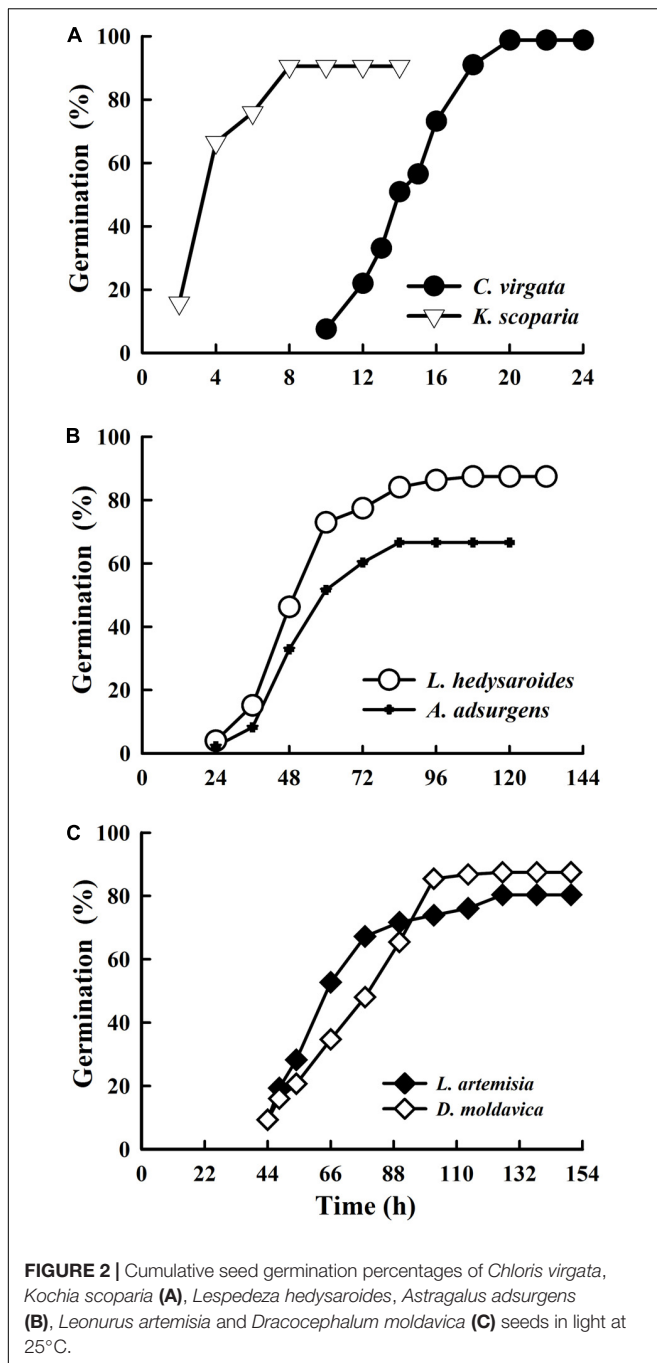 A
100
80
60
40
20
0
Germination (%)
C. virgata
K. scoparia
0 4 8 12 16 20 24
B
100
80
60
40
20
0
Germination (%)
L. hedysaroides
A. adsurgens
0 24 48 72 96 120 144
C
100
80
60
40
20
0
Germination (%)
L. artemisia
D. moldavica
0 22 44 66 88 110 132 154
Time (h)
FIGURE 2 | Cumulative seed germination percentages of Chloris virgata,
Kochia scoparia (A), Lespedeza hedysaroides, Astragalus adsurgens
(B), Leonurus artemisia and Dracocephalum moldavica (C) seeds in light at
25°C.